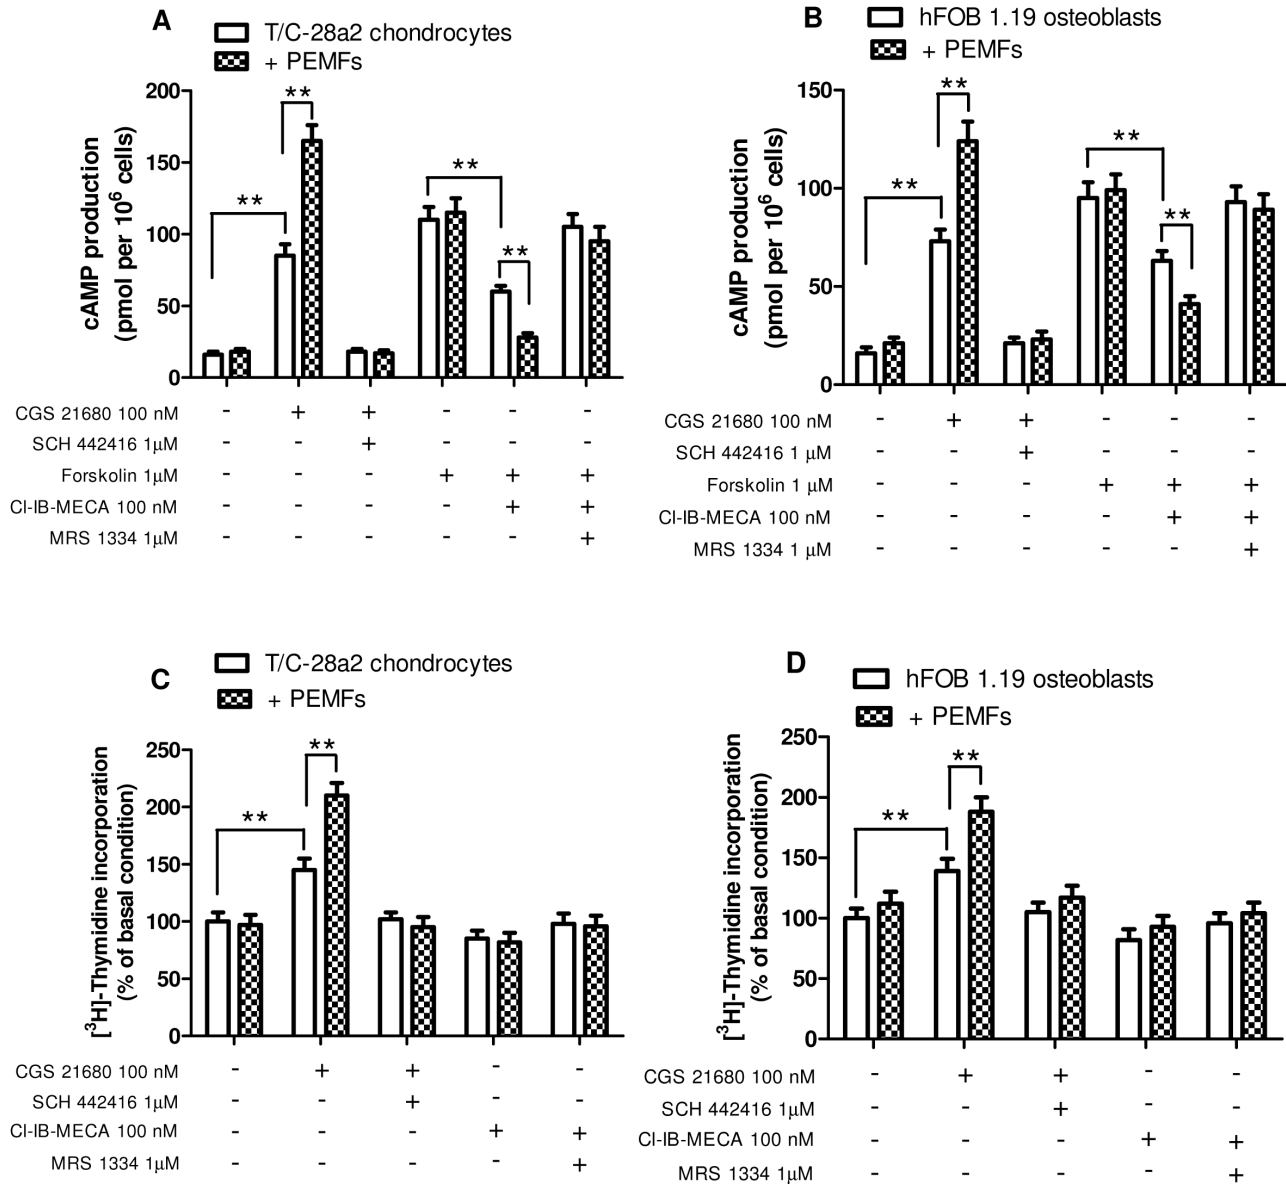 A
T/C-28a2 chondrocytes
+ PEMFs
cAMP production
(pmol per 10⁶ cells)
200
150
100
50
0
** ** ** **
CGS 21680 100 nM - + + - - -
SCH 442416 1µM - - + - - -
Forskolin 1µM - - - + + +
Cl-IB-MECA 100 nM - - - - + +
MRS 1334 1µM - - - - - +
B
hFOB 1.19 osteoblasts
+ PEMFs
cAMP production
(pmol per 10⁶ cells)
150
100
50
0
** ** ** **
CGS 21680 100 nM - + + - - -
SCH 442416 1 µM - - + - - -
Forskolin 1 µM - - - + + +
Cl-IB-MECA 100 nM - - - - + +
MRS 1334 1 µM - - - - - +
C
T/C-28a2 chondrocytes
+ PEMFs
[³H]-Thymidine incorporation
(% of basal condition)
250
200
150
100
50
0
** **
CGS 21680 100 nM - + + - -
SCH 442416 1µM - - + - -
Cl-IB-MECA 100 nM - - - + +
MRS 1334 1µM - - - - +
D
hFOB 1.19 osteoblasts
+ PEMFs
[³H]-Thymidine incorporation
(% of basal condition)
250
200
150
100
50
0
** **
CGS 21680 100 nM - + + - -
SCH 442416 1µM - - + - -
Cl-IB-MECA 100 nM - - - + +
MRS 1334 1µM - - - - +